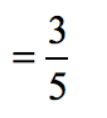 = 3/5